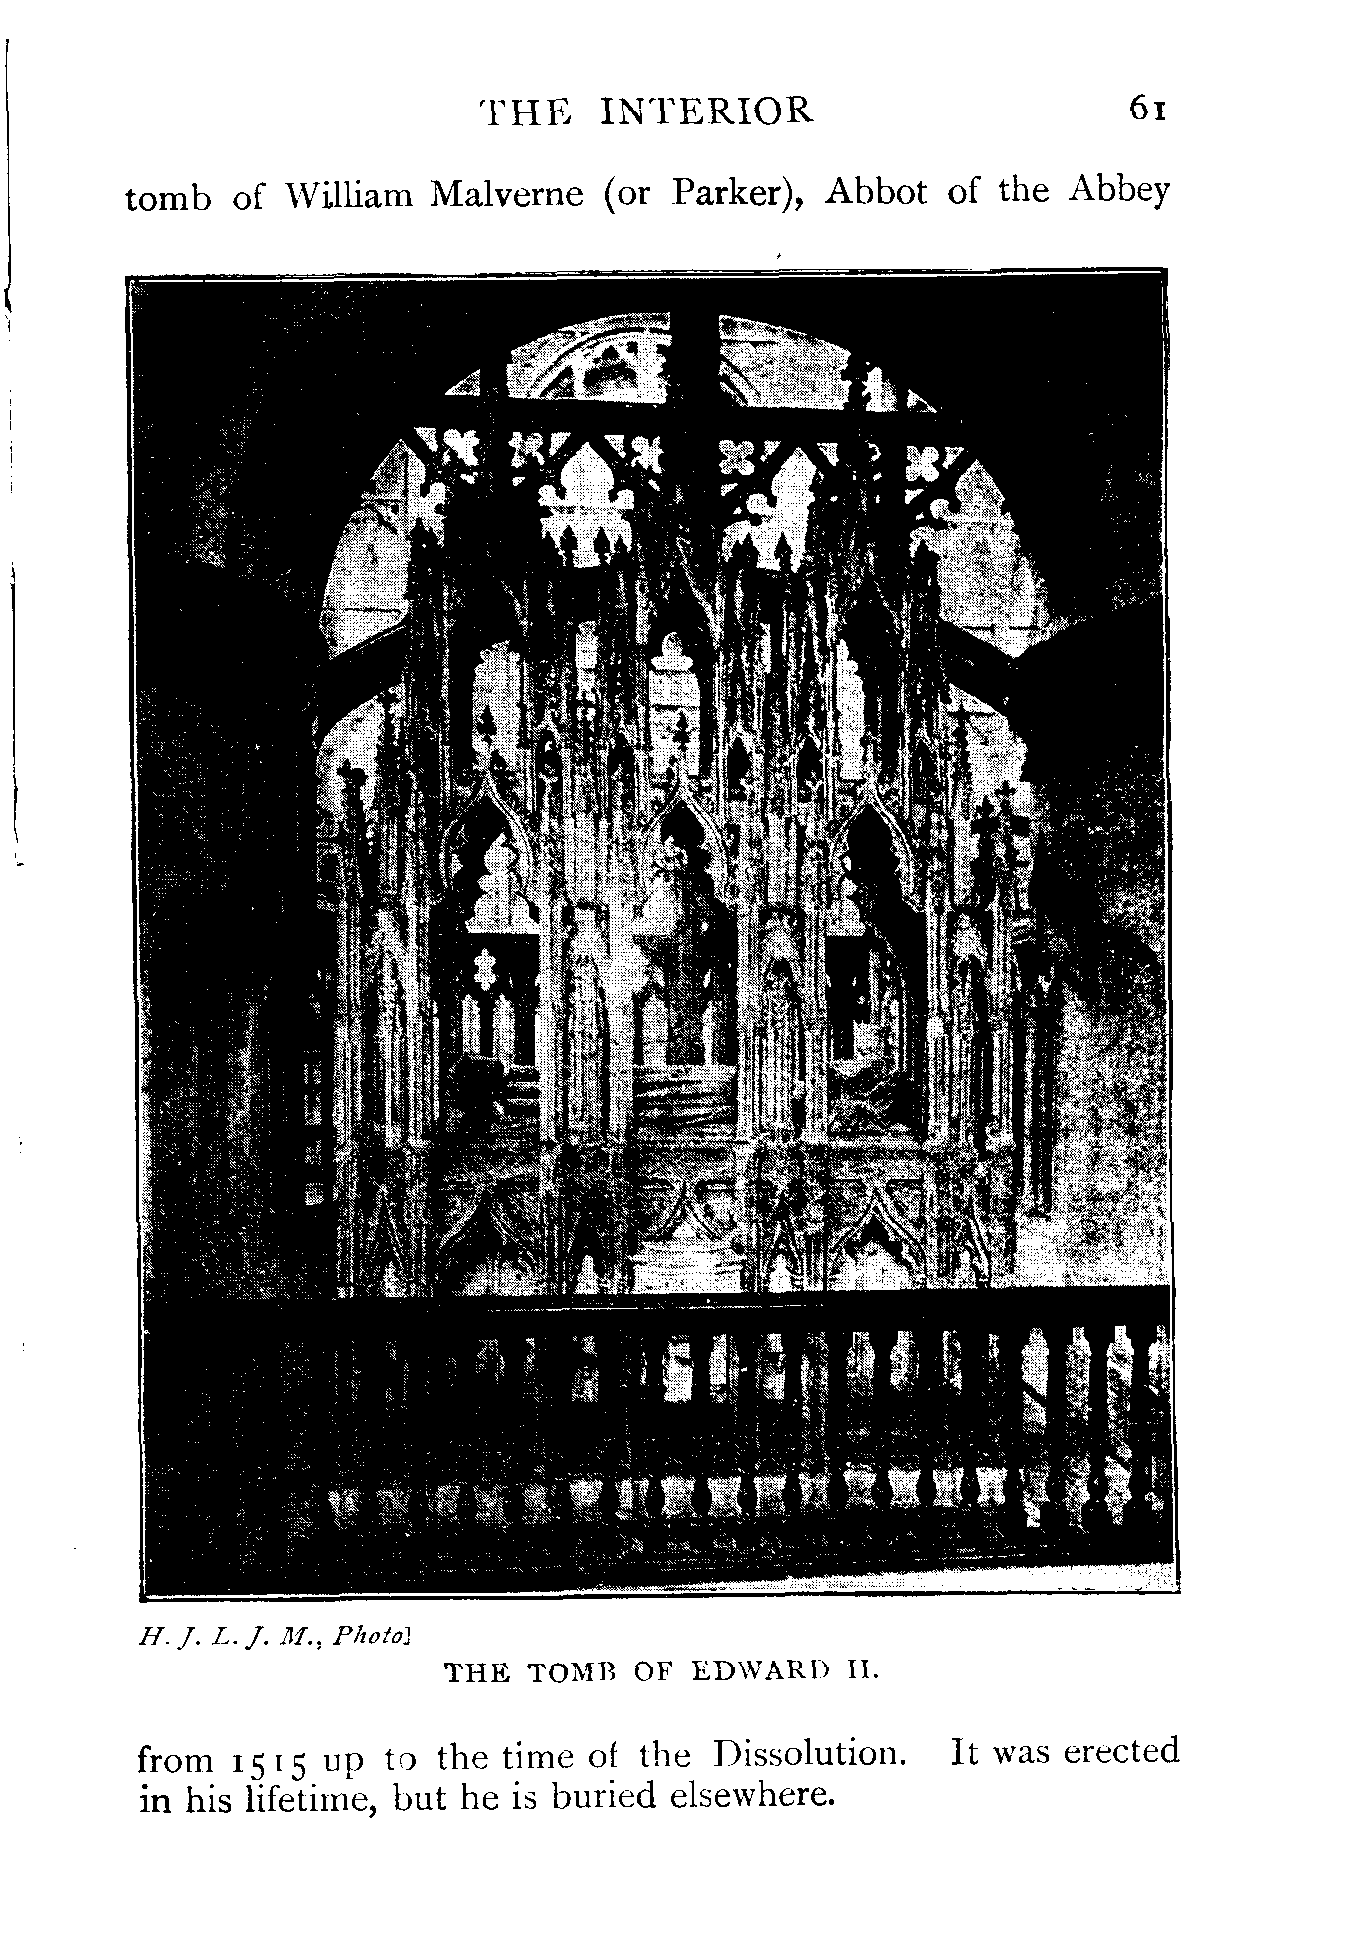 THE INTERIOR 61
tomb of William Malverne (or Parker), Abbot of the Abbey
H. J. L. J. M., Photo]
THE TOMB OF EDWARD II.
from 1515 up to the time of the Dissolution. It was erected
in his lifetime, but he is buried elsewhere.